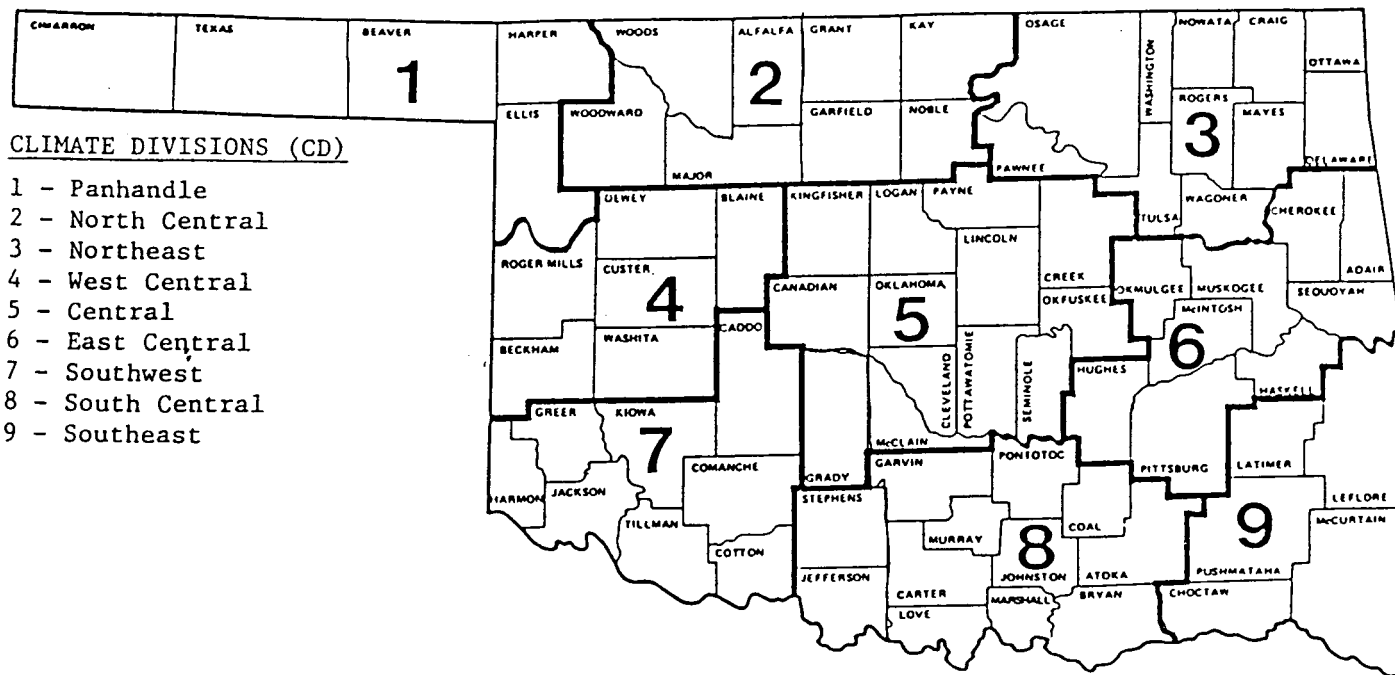 CIMARRON TEXAS BEAVER HARPER WOODS ALFALFA GRANT KAY OSAGE NOWATA CRAIG
OTTAWA
WASHINGTON
1 2 3
ELLIS WOODWARD GARFIELD NOBLE ROGERS MAYES
MAJOR PAWNEE DELAWARE
CLIMATE DIVISIONS (CD)
1 - Panhandle
2 - North Central
3 - Northeast
4 - West Central
5 - Central
6 - East Central
7 - Southwest
8 - South Central
9 - Southeast
DEWEY BLAINE KINGFISHER LOGAN PAYNE TULSA WAGONER CHEROKEE
LINCOLN
ROGER MILLS CUSTER CANADIAN OKLAHOMA CREEK OKMULGEE MUSKOGEE SEQUOYAH ADAIR
4 5 6
OKFUSKEE McINTOSH
BECKHAM WASHITA CADDO CLEVELAND POTTAWATOMIE SEMINOLE HUGHES HASKELL
GREER KIOWA McCLAIN
GARVIN PONTOTOC PITTSBURG LATIMER
7
HARMON JACKSON COMANCHE GRADY
STEPHENS LEFLORE
TILLMAN COAL McCURTAIN
MURRAY 8 9
COTTON JEFFERSON JOHNSTON ATOKA PUSHMATAHA
CARTER MARSHALL BRYAN CHOCTAW
LOVE